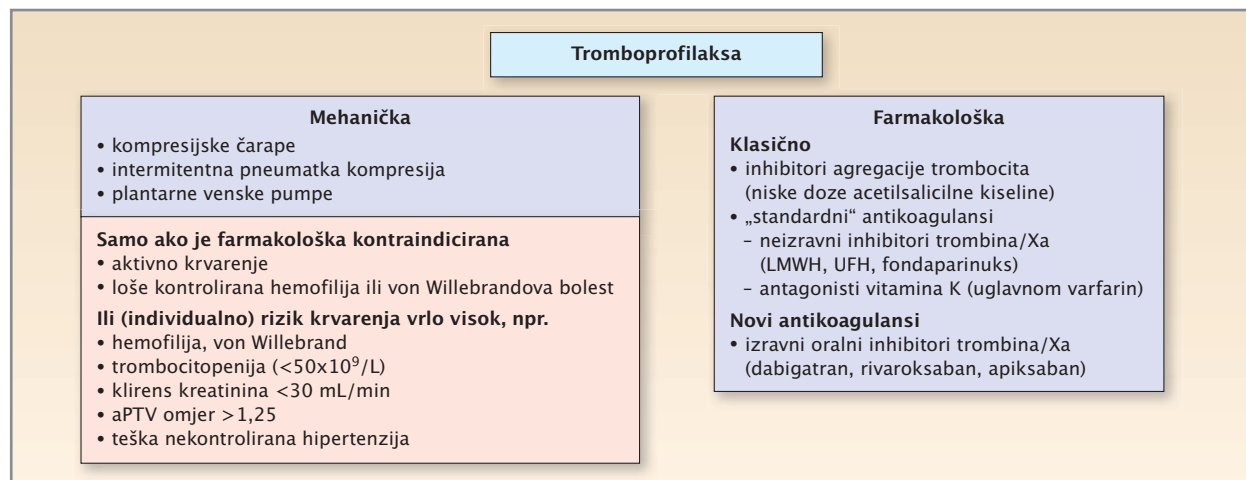 Tromboprofilaksa
Mehanička
• kompresijske čarape
• intermitentna pneumatka kompresija
• plantarne venske pumpe
Samo ako je farmakološka kontraindicirana
• aktivno krvarenje
• loše kontrolirana hemofilija ili von Willebrandova bolest
Ili (individualno) rizik krvarenja vrlo visok, npr.
• hemofilija, von Willebrand
• trombocitopenija (<50x10⁹/L)
• klirens kreatinina <30 mL/min
• aPTV omjer >1,25
• teška nekontrolirana hipertenzija
Farmakološka
Klasično
• inhibitori agregacije trombocita
(niske doze acetilsalicilne kiseline)
• „standardni“ antikoagulansi
– neizravni inhibitori trombina/Xa
(LMWH, UFH, fondaparinuks)
– antagonisti vitamina K (uglavnom varfarin)
Novi antikoagulansi
• izravni oralni inhibitori trombina/Xa
(dabigatran, rivaroksaban, apiksaban)